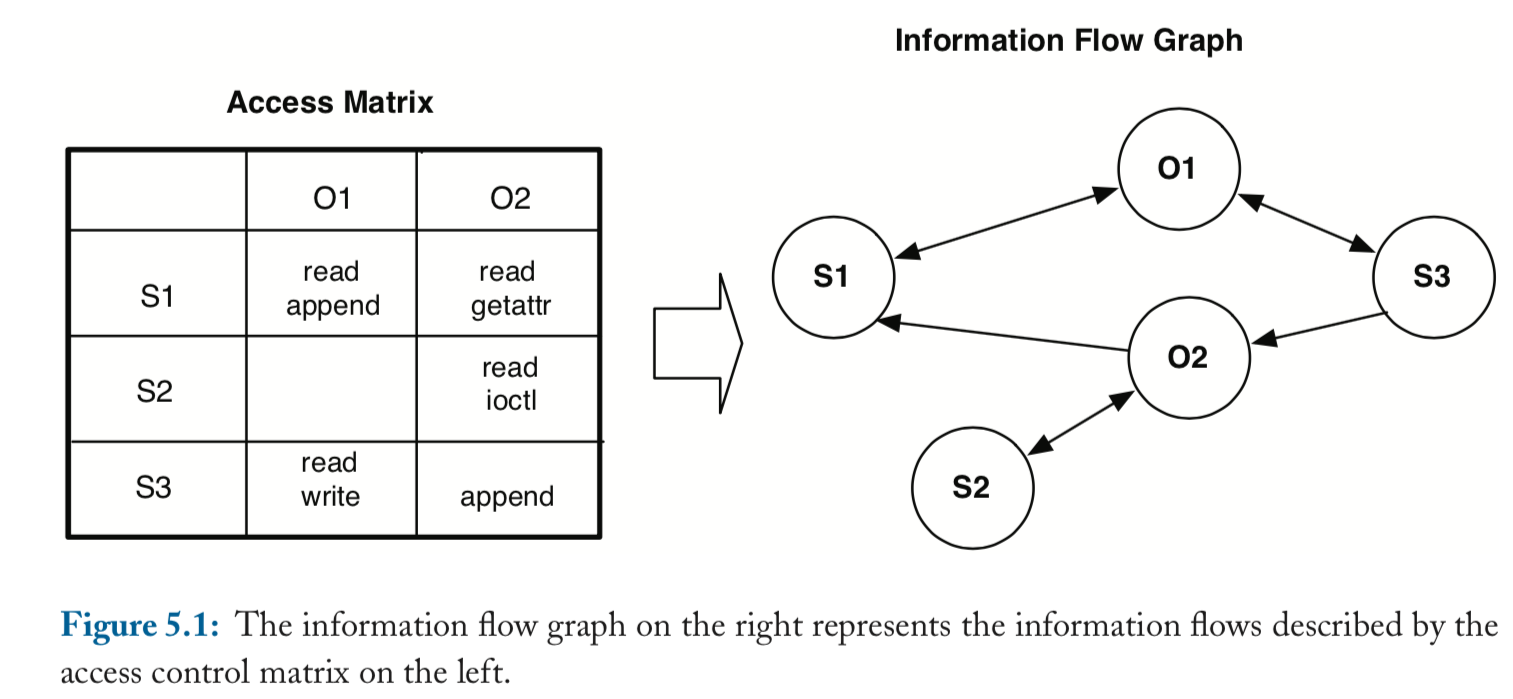 Information Flow Graph
Access Matrix
O1 O2
S1 read append read getattr
S2 read ioctl
S3 read write append
O1
S1
S3
O2
S2
Figure 5.1: The information flow graph on the right represents the information flows described by the
access control matrix on the left.